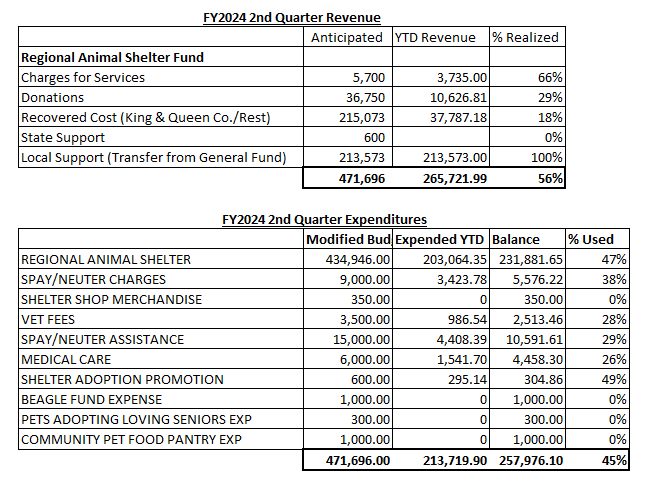 FY2024 2nd Quarter Revenue
Anticipated YTD Revenue % Realized
Regional Animal Shelter Fund
Charges for Services 5,700 3,735.00 66%
Donations 36,750 10,626.81 29%
Recovered Cost (King & Queen Co./Rest) 215,073 37,787.18 18%
State Support 600 0%
Local Support (Transfer from General Fund) 213,573 213,573.00 100%
471,696 265,721.99 56%
FY2024 2nd Quarter Expenditures
Modified Bud Expended YTD Balance % Used
REGIONAL ANIMAL SHELTER 434,946.00 203,064.35 231,881.65 47%
SPAY/NEUTER CHARGES 9,000.00 3,423.78 5,576.22 38%
SHELTER SHOP MERCHANDISE 350.00 0 350.00 0%
VET FEES 3,500.00 986.54 2,513.46 28%
SPAY/NEUTER ASSISTANCE 15,000.00 4,408.39 10,591.61 29%
MEDICAL CARE 6,000.00 1,541.70 4,458.30 26%
SHELTER ADOPTION PROMOTION 600.00 295.14 304.86 49%
BEAGLE FUND EXPENSE 1,000.00 0 1,000.00 0%
PETS ADOPTING LOVING SENIORS EXP 300.00 0 300.00 0%
COMMUNITY PET FOOD PANTRY EXP 1,000.00 0 1,000.00 0%
471,696.00 213,719.90 257,976.10 45%